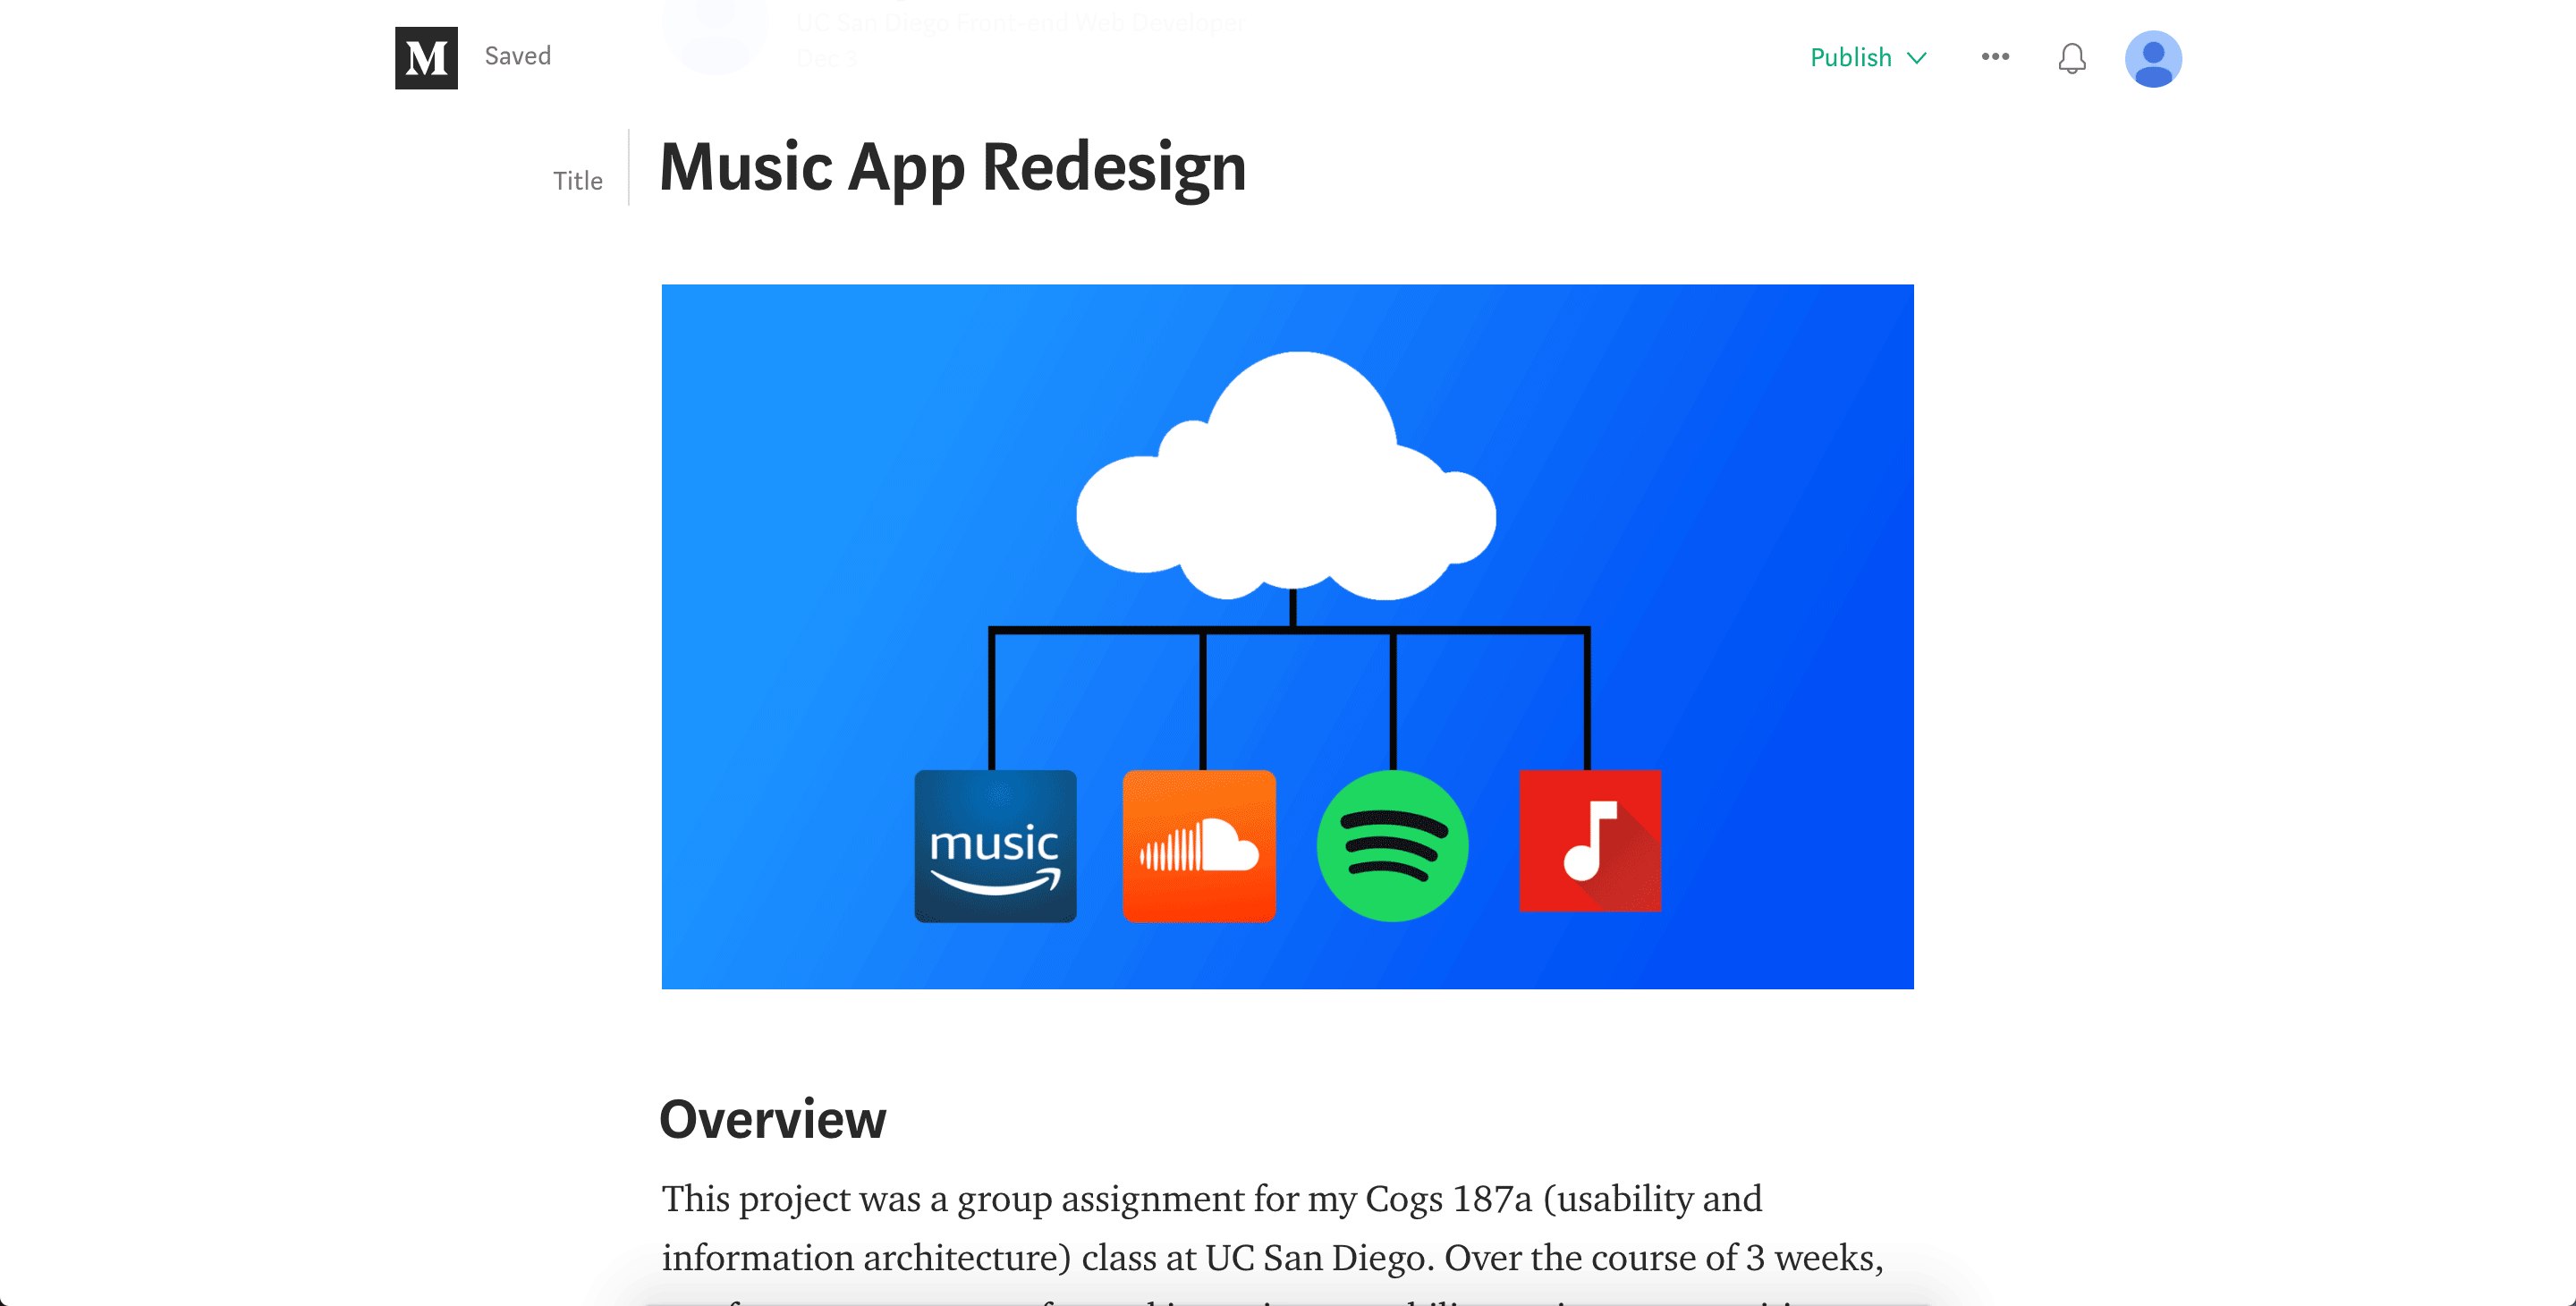 UC San Diego Front-end Web Developer
Dec 3
M Saved
Publish
Title
Music App Redesign
music
Overview
This project was a group assignment for my Cogs 187a (usability and
information architecture) class at UC San Diego. Over the course of 3 weeks,